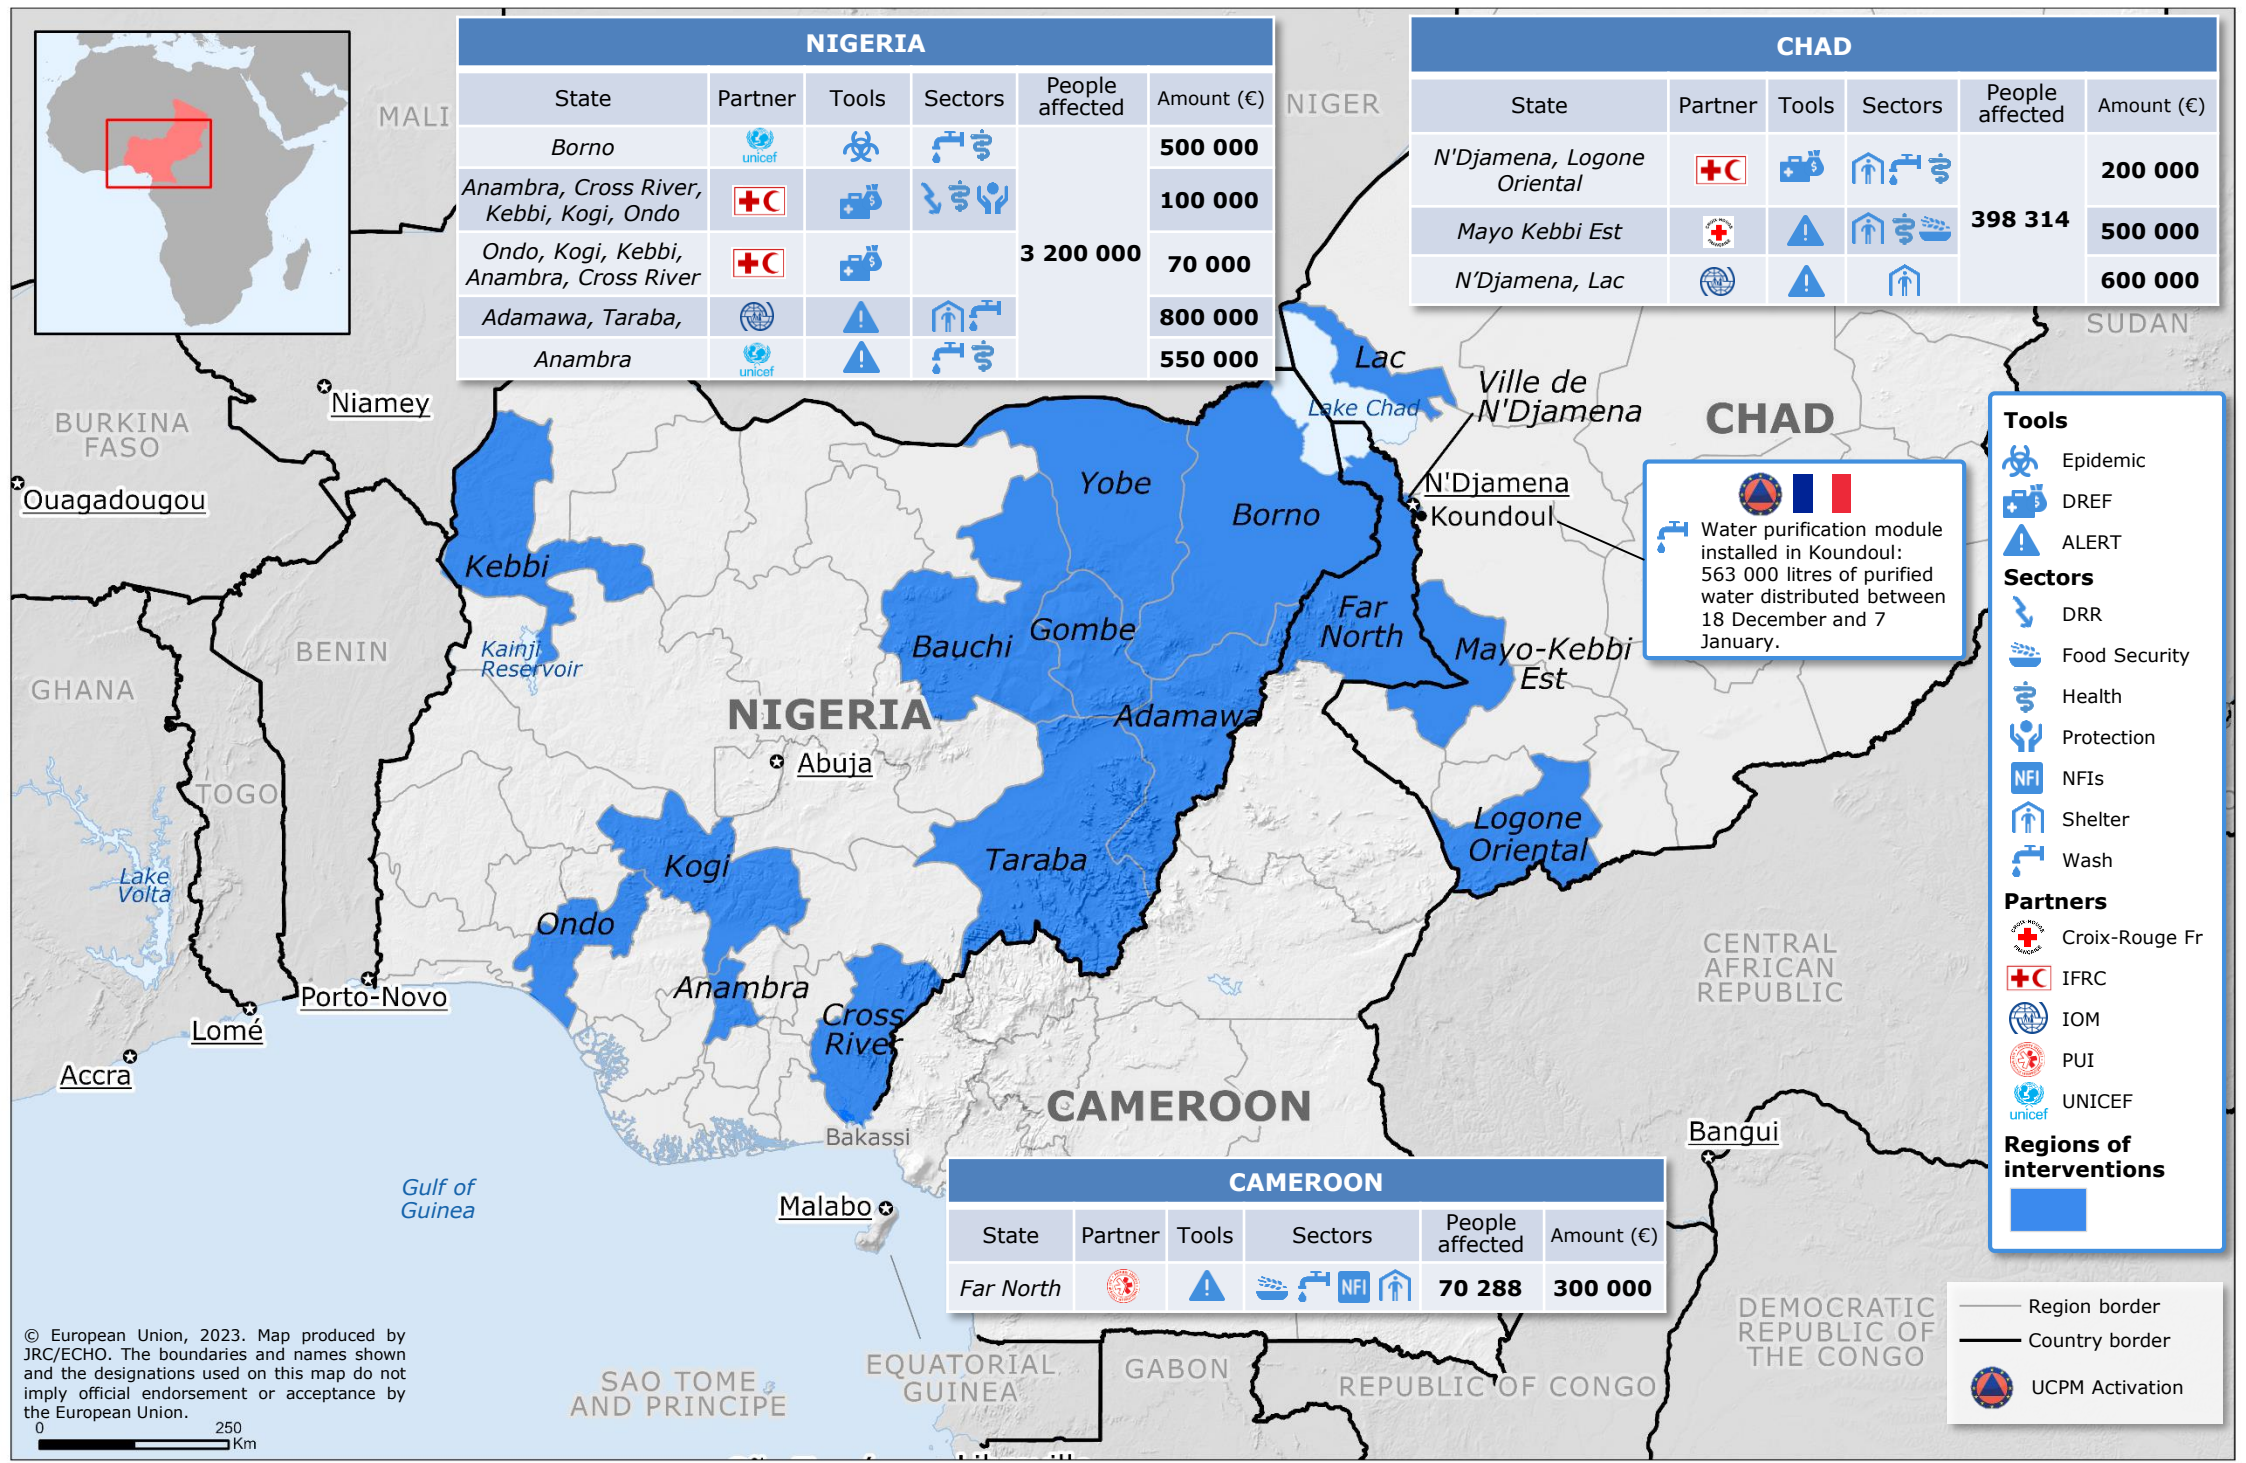 NIGERIA
State Partner Tools Sectors People affected Amount (€)
Borno unicef 500 000
Anambra, Cross River,
Kebbi, Kogi, Ondo 100 000
Ondo, Kogi, Kebbi,
Anambra, Cross River 70 000
3 200 000
Adamawa, Taraba, 800 000
Anambra unicef 550 000
CHAD
State Partner Tools Sectors People affected Amount (€)
N'Djamena, Logone
Oriental 200 000
Mayo Kebbi Est 398 314 500 000
N’Djamena, Lac 600 000
MALI
NIGER
SUDAN
Lac
Lake Chad
Ville de
N'Djamena
CHAD
Niamey
BURKINA
FASO
Ouagadougou
Yobe
Borno
N'Djamena
Koundoul
Water purification module
installed in Koundoul:
563 000 litres of purified
water distributed between
18 December and 7
January.
Kebbi
Kainji
Reservoir
BENIN
GHANA
TOGO
Bauchi
Gombe
Far
North
Mayo-Kebbi
Est
NIGERIA
Adamawa
Abuja
Logone
Oriental
Kogi
Taraba
Lake
Volta
Ondo
Anambra
Cross
River
CENTRAL
AFRICAN
REPUBLIC
Porto-Novo
Lomé
Accra
CAMEROON
Bakassi
Bangui
Gulf of
Guinea
Malabo
CAMEROON
State Partner Tools Sectors People affected Amount (€)
Far North NFI 70 288 300 000
EQUATORIAL
GUINEA
SAO TOME
AND PRINCIPE
GABON
REPUBLIC OF CONGO
DEMOCRATIC
REPUBLIC OF
THE CONGO
Tools
Epidemic
DREF
ALERT
Sectors
DRR
Food Security
Health
Protection
NFI NFIs
Shelter
Wash
Partners
Croix-Rouge Fr
IFRC
IOM
PUI
unicef UNICEF
Regions of
interventions
Region border
Country border
UCPM Activation
© European Union, 2023. Map produced by
JRC/ECHO. The boundaries and names shown
and the designations used on this map do not
imply official endorsement or acceptance by
the European Union.
0 250
Km